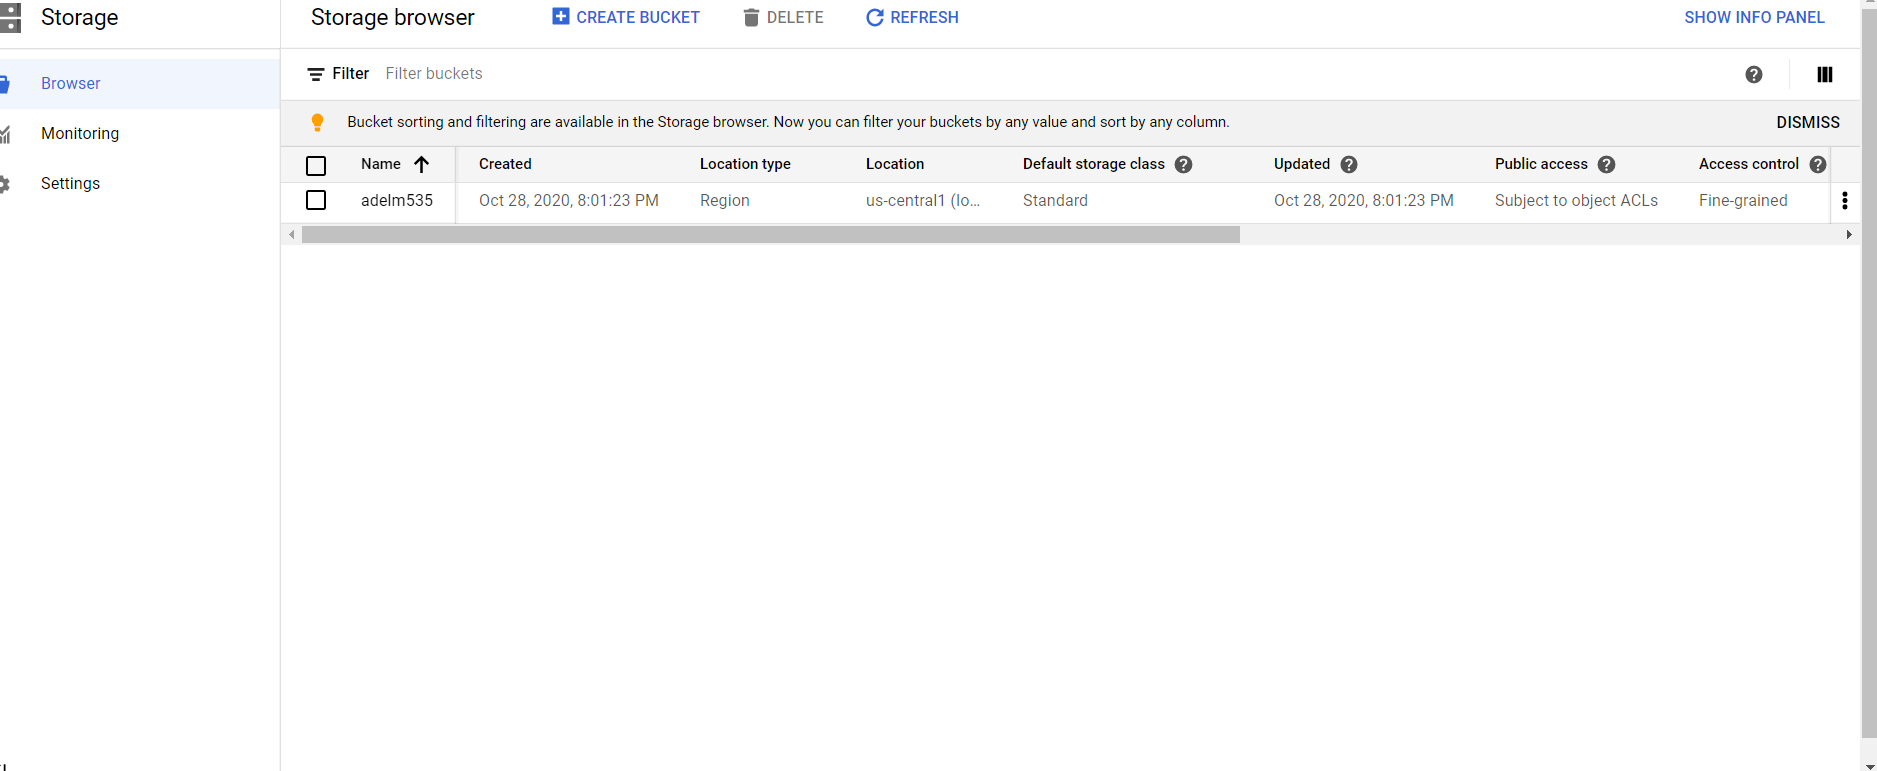 Storage
Storage browser
CREATE BUCKET
DELETE
REFRESH
SHOW INFO PANEL
Browser
Monitoring
Settings
Filter Filter buckets
Bucket sorting and filtering are available in the Storage browser. Now you can filter your buckets by any value and sort by any column.
DISMISS
Name Created Location type Location Default storage class Updated Public access Access control
adelm535 Oct 28, 2020, 8:01:23 PM Region us-central1 (lo… Standard Oct 28, 2020, 8:01:23 PM Subject to object ACLs Fine-grained